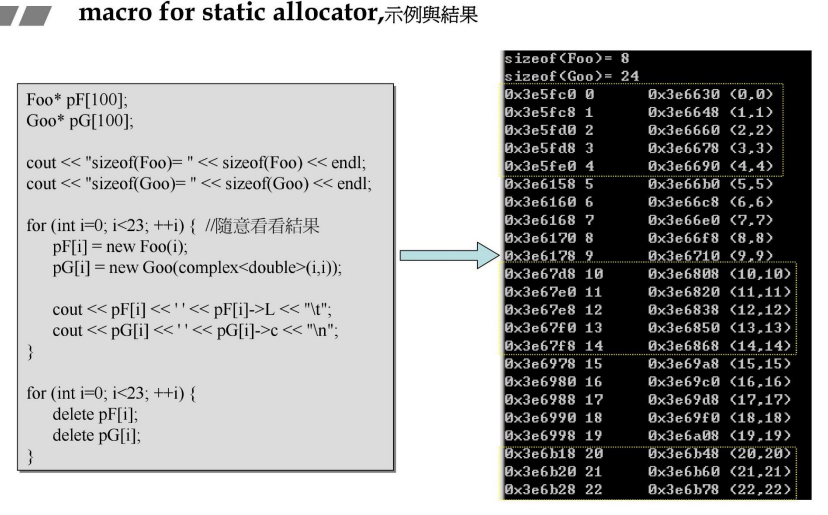 macro for static allocator,示例與結果
Foo* pF[100];
Goo* pG[100];
cout << "sizeof(Foo)= " << sizeof(Foo) << endl;
cout << "sizeof(Goo)= " << sizeof(Goo) << endl;
for (int i=0; i<23; ++i) { //隨意看看結果
pF[i] = new Foo(i);
pG[i] = new Goo(complex<double>(i,i));
cout << pF[i] << ' ' << pF[i]->L << "\t";
cout << pG[i] << ' ' << pG[i]->c << "\n";
}
for (int i=0; i<23; ++i) {
delete pF[i];
delete pG[i];
}
sizeof(Foo)= 8
sizeof(Goo)= 24
0x3e5fc0 0 0x3e6630 (0,0)
0x3e5fc8 1 0x3e6648 (1,1)
0x3e5fd0 2 0x3e6660 (2,2)
0x3e5fd8 3 0x3e6678 (3,3)
0x3e5fe0 4 0x3e6690 (4,4)
0x3e6158 5 0x3e66b0 (5,5)
0x3e6160 6 0x3e66c8 (6,6)
0x3e6168 7 0x3e66e0 (7,7)
0x3e6170 8 0x3e66f8 (8,8)
0x3e6178 9 0x3e6710 (9,9)
0x3e67d8 10 0x3e6808 (10,10)
0x3e67e0 11 0x3e6820 (11,11)
0x3e67e8 12 0x3e6838 (12,12)
0x3e67f0 13 0x3e6850 (13,13)
0x3e67f8 14 0x3e6868 (14,14)
0x3e6978 15 0x3e69a8 (15,15)
0x3e6980 16 0x3e69c0 (16,16)
0x3e6988 17 0x3e69d8 (17,17)
0x3e6990 18 0x3e69f0 (18,18)
0x3e6998 19 0x3e6a08 (19,19)
0x3e6b18 20 0x3e6b48 (20,20)
0x3e6b20 21 0x3e6b60 (21,21)
0x3e6b28 22 0x3e6b78 (22,22)